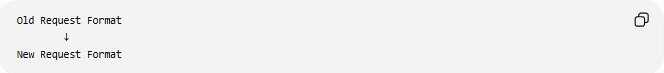 Old Request Format
↓
New Request Format